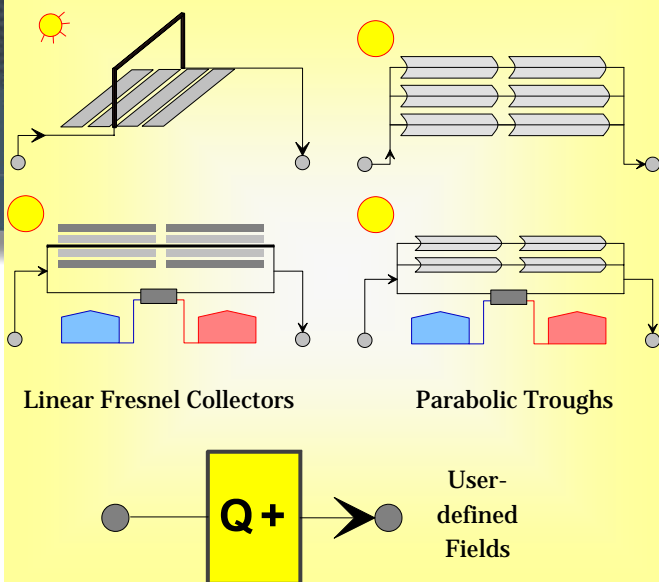 Linear Fresnel Collectors
Parabolic Troughs
Q+
User-
defined
Fields